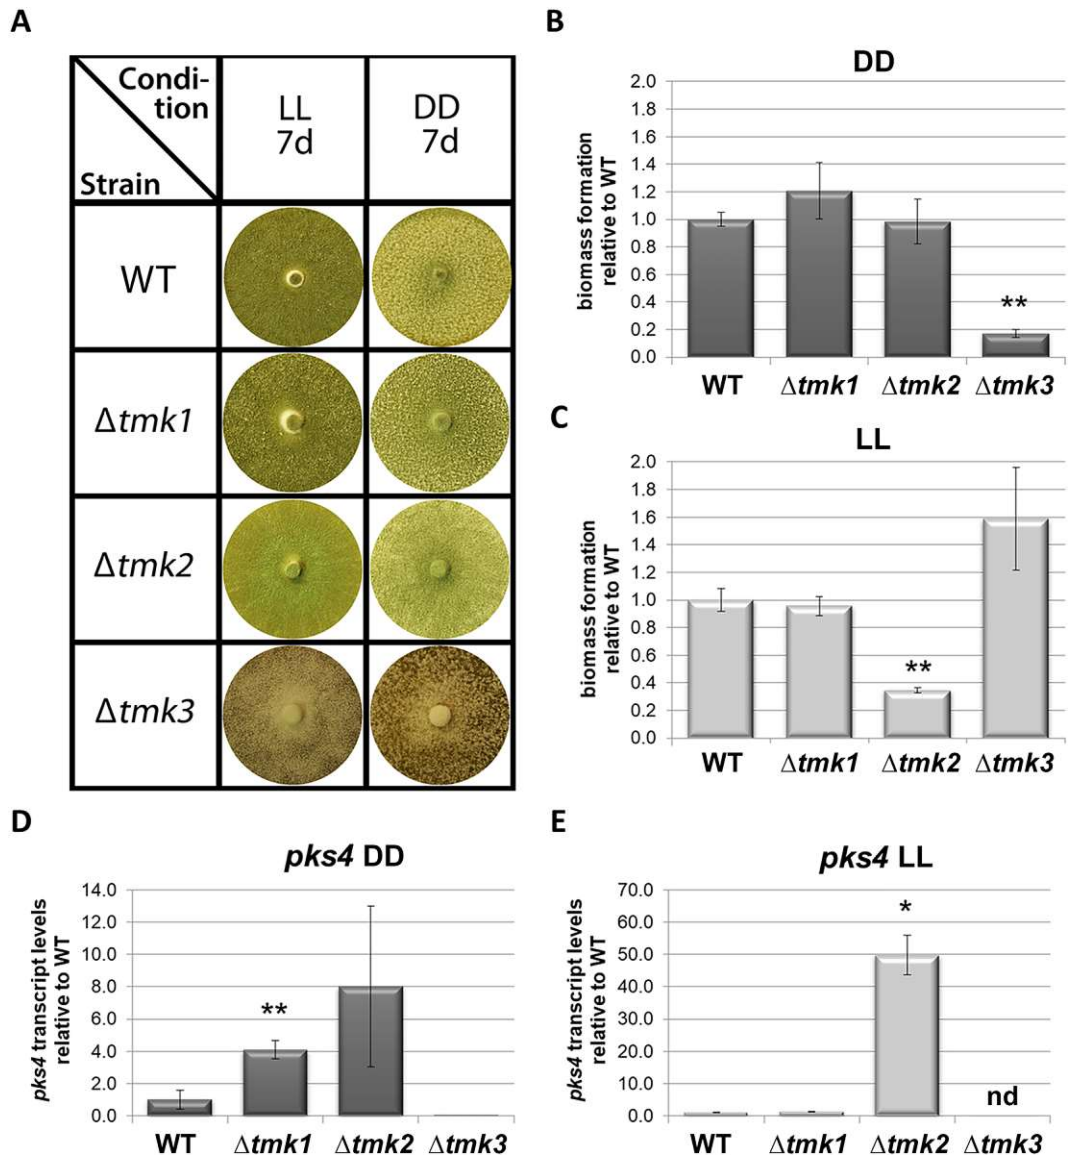 A
Condi-
tion
Strain
LL
7d
DD
7d
WT
Δtmk1
Δtmk2
Δtmk3
B
DD
biomass formation
relative to WT
2.0
1.8
1.6
1.4
1.2
1.0
0.8
0.6
0.4
0.2
0.0
**
WT Δtmk1 Δtmk2 Δtmk3
C
LL
biomass formation
relative to WT
2.0
1.8
1.6
1.4
1.2
1.0
0.8
0.6
0.4
0.2
0.0
**
WT Δtmk1 Δtmk2 Δtmk3
D
pks4 DD
pks4 transcript levels
relative to WT
14.0
12.0
10.0
8.0
6.0
4.0
2.0
0.0
**
WT Δtmk1 Δtmk2 Δtmk3
E
pks4 LL
pks4 transcript levels
relative to WT
70.0
60.0
50.0
40.0
30.0
20.0
10.0
0.0
*
nd
WT Δtmk1 Δtmk2 Δtmk3